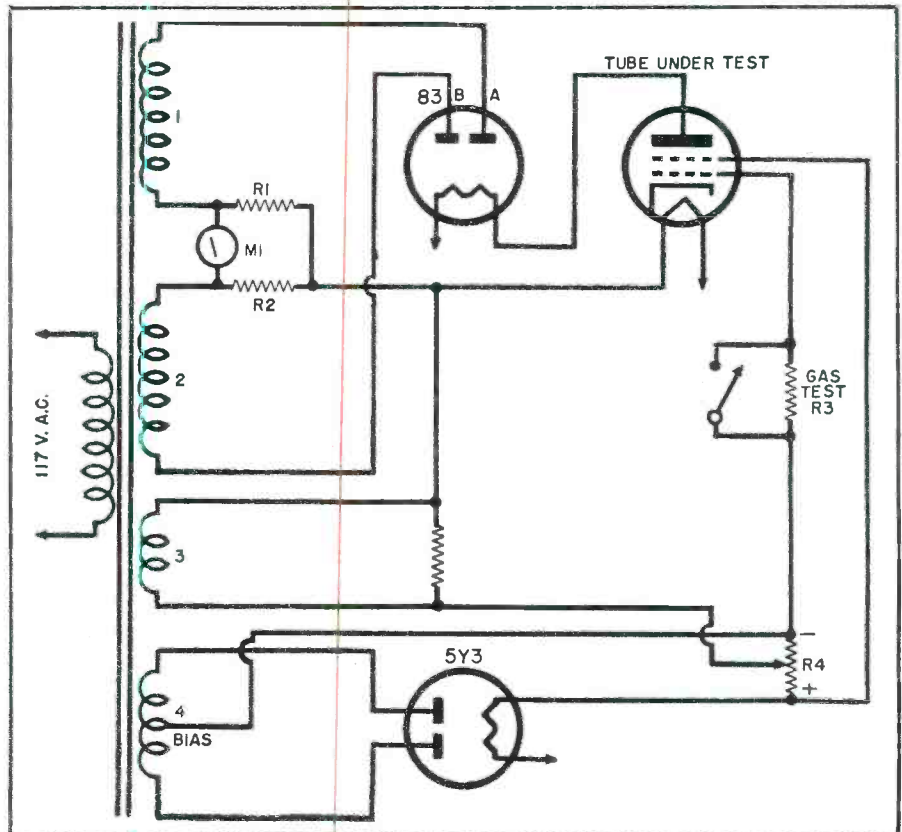 TUBE UNDER TEST
83 B A
1
R1
M1
R2
2
117 V. A.C.
GAS
TEST
R3
3
-
R4
+
5Y3
4
BIAS